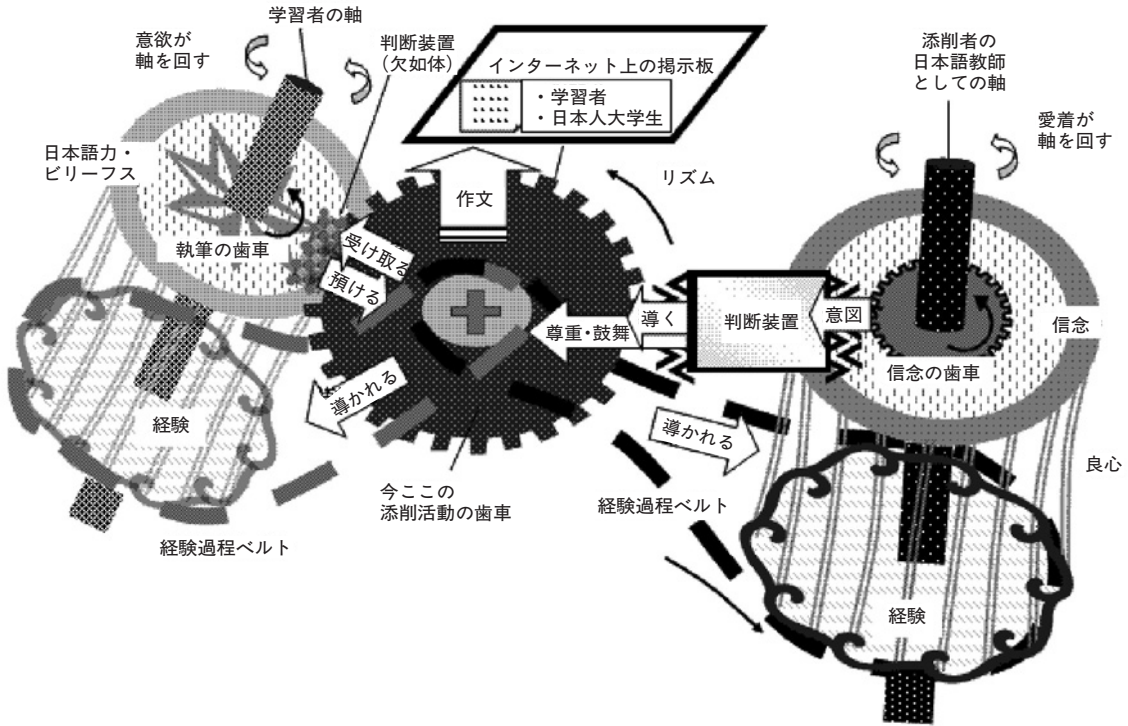 学習者の軸
意欲が
軸を回す
判断装置
（欠如体）
インターネット上の掲示板
・学習者
・日本人大学生
添削者の
日本語教師
としての軸
愛着が
軸を回す
日本語力・
ビリーフス
リズム
作文
執筆の歯車
受け取る
預ける
尊重・鼓舞
導く
判断装置
意図
信念
信念の歯車
導かれる
経験
導かれる
良心
今ここの
添削活動の歯車
経験過程ベルト
経験過程ベルト
経験